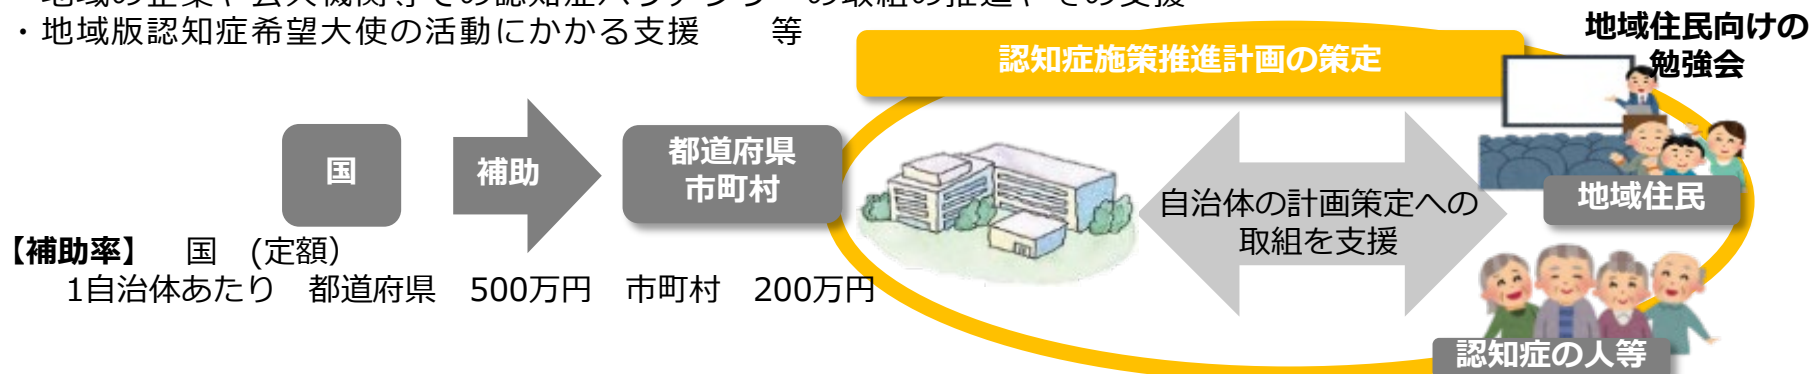 ・地域版認知症希望大使の活動にかかる支援　　等
地域住民向けの
勉強会
認知症施策推進計画の策定
国
補助
都道府県
市町村
自治体の計画策定への
取組を支援
地域住民
認知症の人等
【補助率】　国　(定額）
1自治体あたり　都道府県　500万円　市町村　200万円